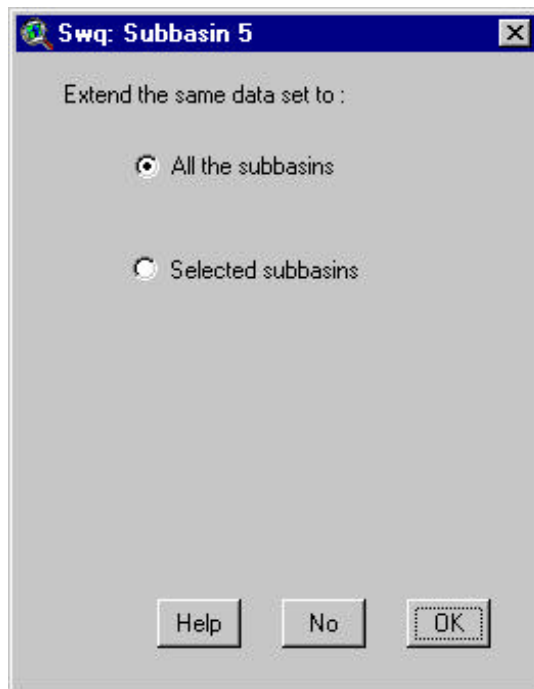 Swq: Subbasin 5
Extend the same data set to :
All the subbasins
Selected subbasins
Help
No
OK